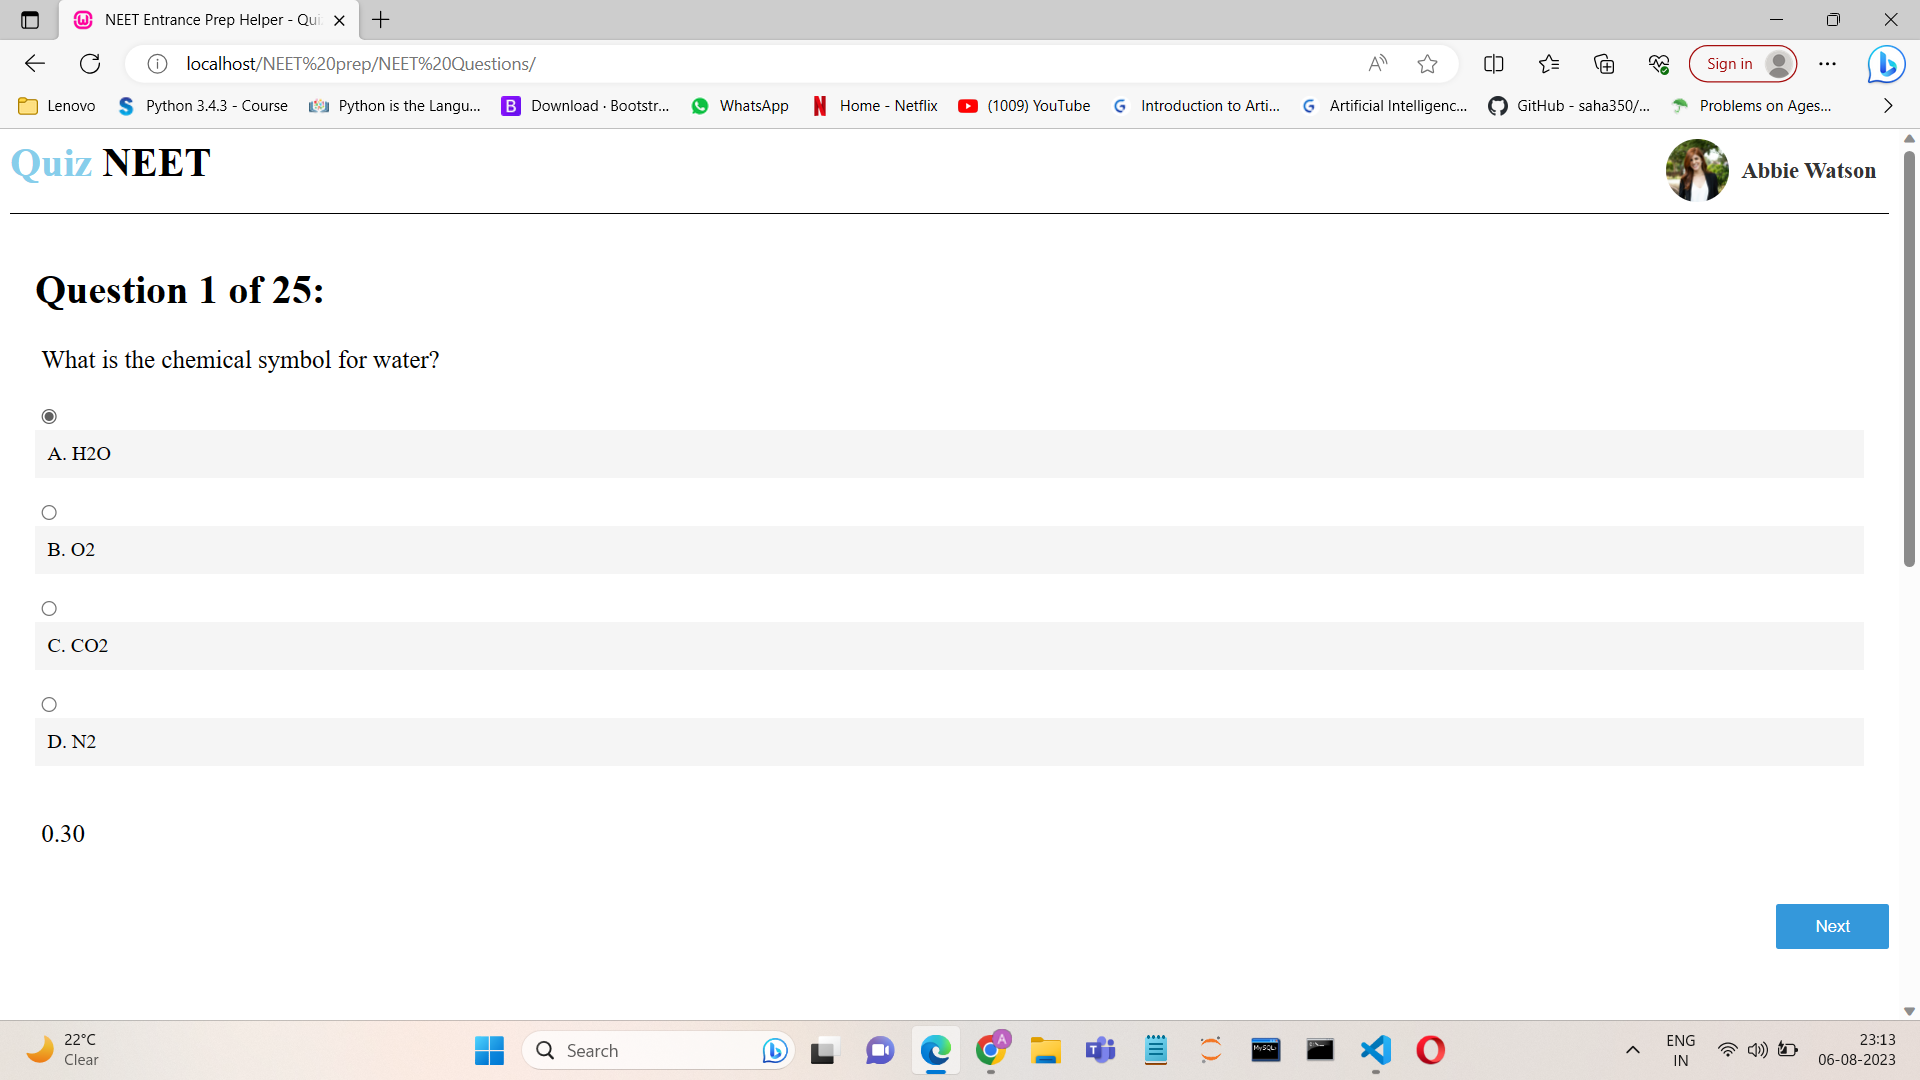 NEET Entrance Prep Helper - Qui
localhost/NEET%20prep/NEET%20Questions/
Sign in
Lenovo
Python 3.4.3 - Course
Python is the Langu...
Download · Bootstr...
WhatsApp
Home - Netflix
(1009) YouTube
Introduction to Arti...
Artificial Intelligenc...
GitHub - saha350/...
Problems on Ages...
Quiz NEET
Abbie Watson
Question 1 of 25:
What is the chemical symbol for water?
A. H2O
B. O2
C. CO2
D. N2
0.30
Next
22°C
Clear
Search
A
MySQL
ENG
IN
23:13
06-08-2023